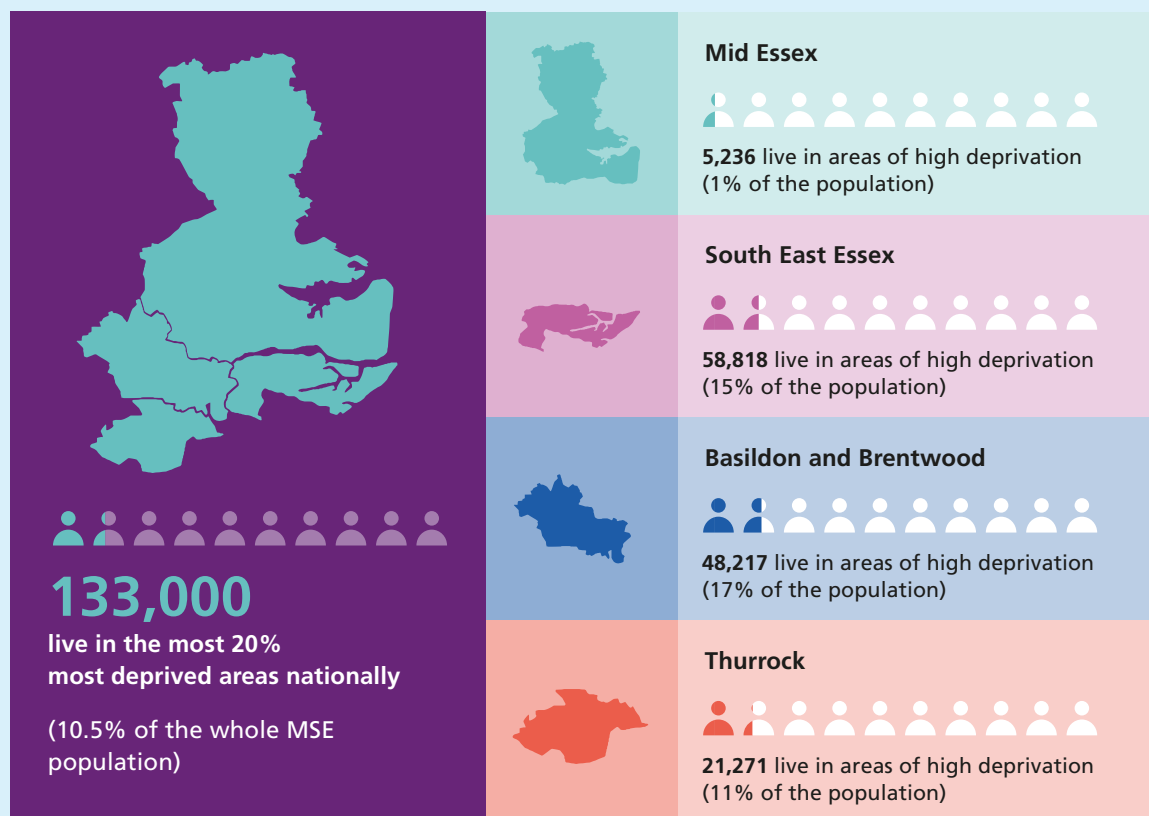 133,000
live in the most 20%
most deprived areas nationally
(10.5% of the whole MSE
population)
Mid Essex
5,236 live in areas of high deprivation
(1% of the population)
South East Essex
58,818 live in areas of high deprivation
(15% of the population)
Basildon and Brentwood
48,217 live in areas of high deprivation
(17% of the population)
Thurrock
21,271 live in areas of high deprivation
(11% of the population)